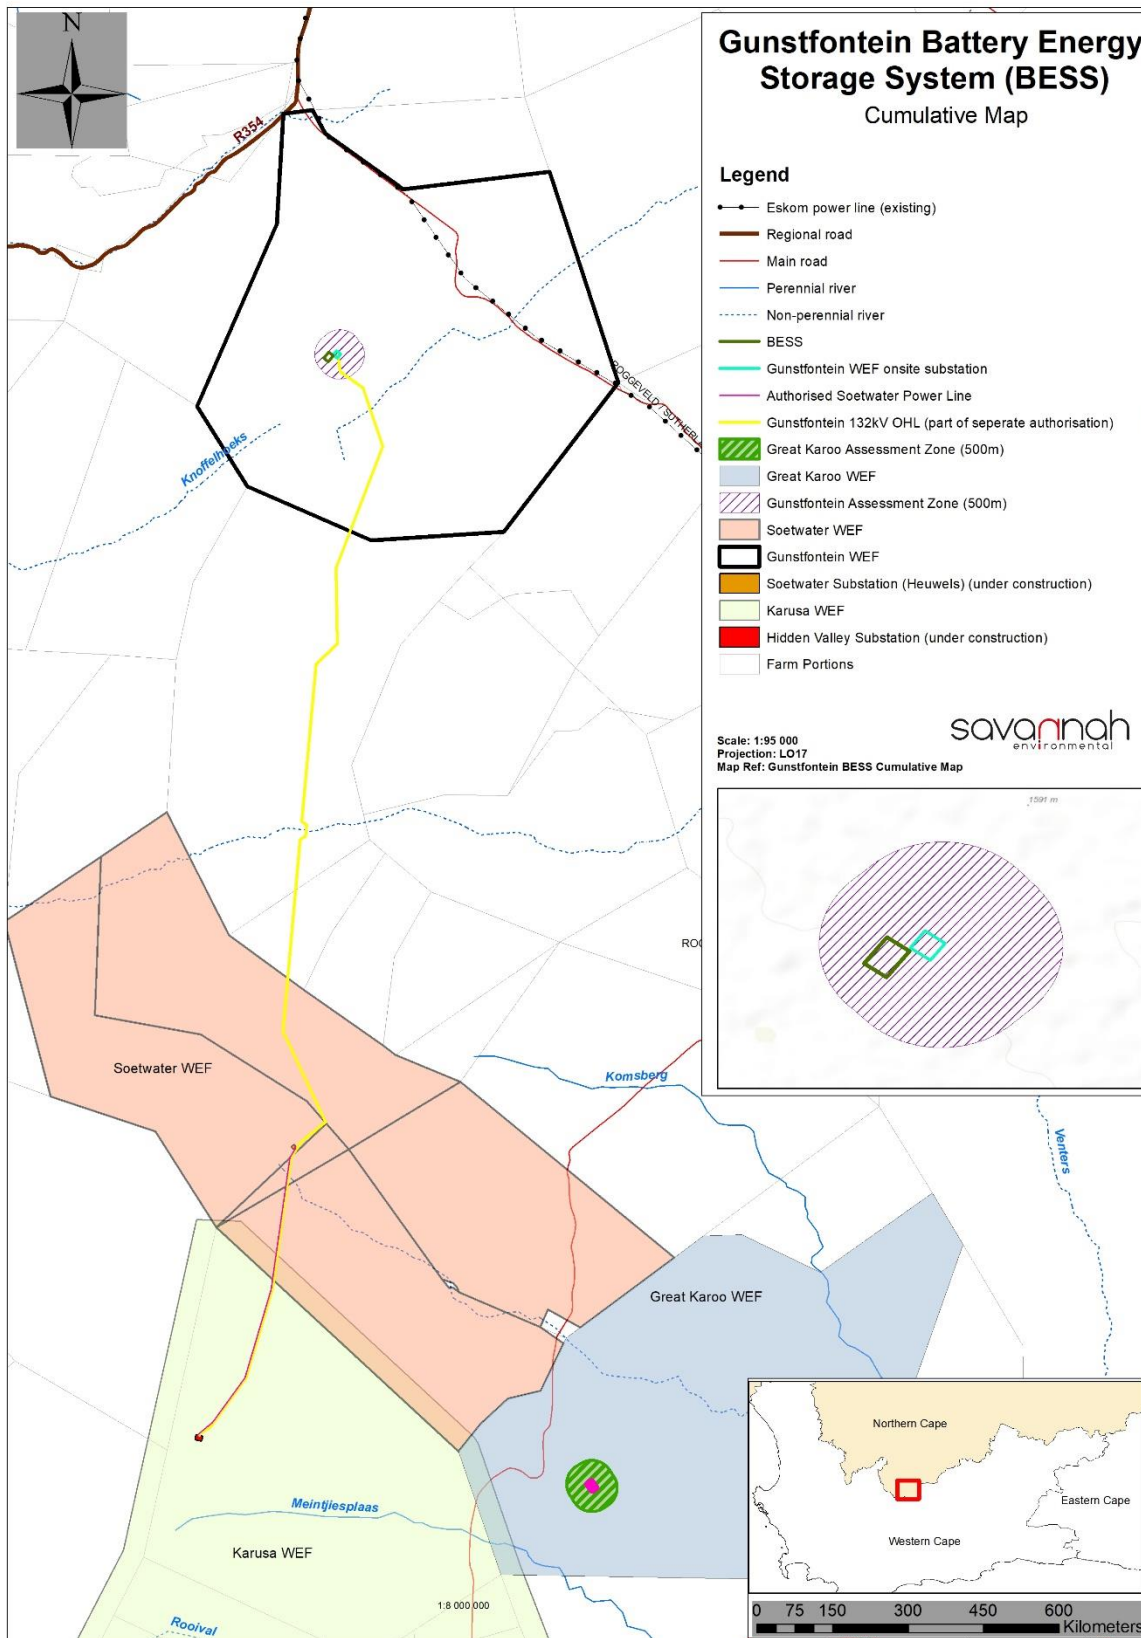 N
Gunstfontein Battery Energy
Storage System (BESS)
Cumulative Map
Legend
Eskom power line (existing)
Regional road
Main road
Perennial river
Non-perennial river
BESS
Gunstfontein WEF onsite substation
Authorised Soetwater Power Line
Gunstfontein 132kV OHL (part of seperate authorisation)
Great Karoo Assessment Zone (500m)
Great Karoo WEF
Gunstfontein Assessment Zone (500m)
Soetwater WEF
Gunstfontein WEF
Soetwater Substation (Heuwels) (under construction)
Karusa WEF
Hidden Valley Substation (under construction)
Farm Portions
savannah
environmental
Scale: 1:95 000
Projection: LO17
Map Ref: Gunstfontein BESS Cumulative Map
1591 m
R354
Knoffelhoeks
Soetwater WEF
Komsberg
Venters
Great Karoo WEF
Meintjiesplaas
Karusa WEF
Rooival
1:8 000 000
Northern Cape
Eastern Cape
Western Cape
0 75 150 300 450 600
Kilometers